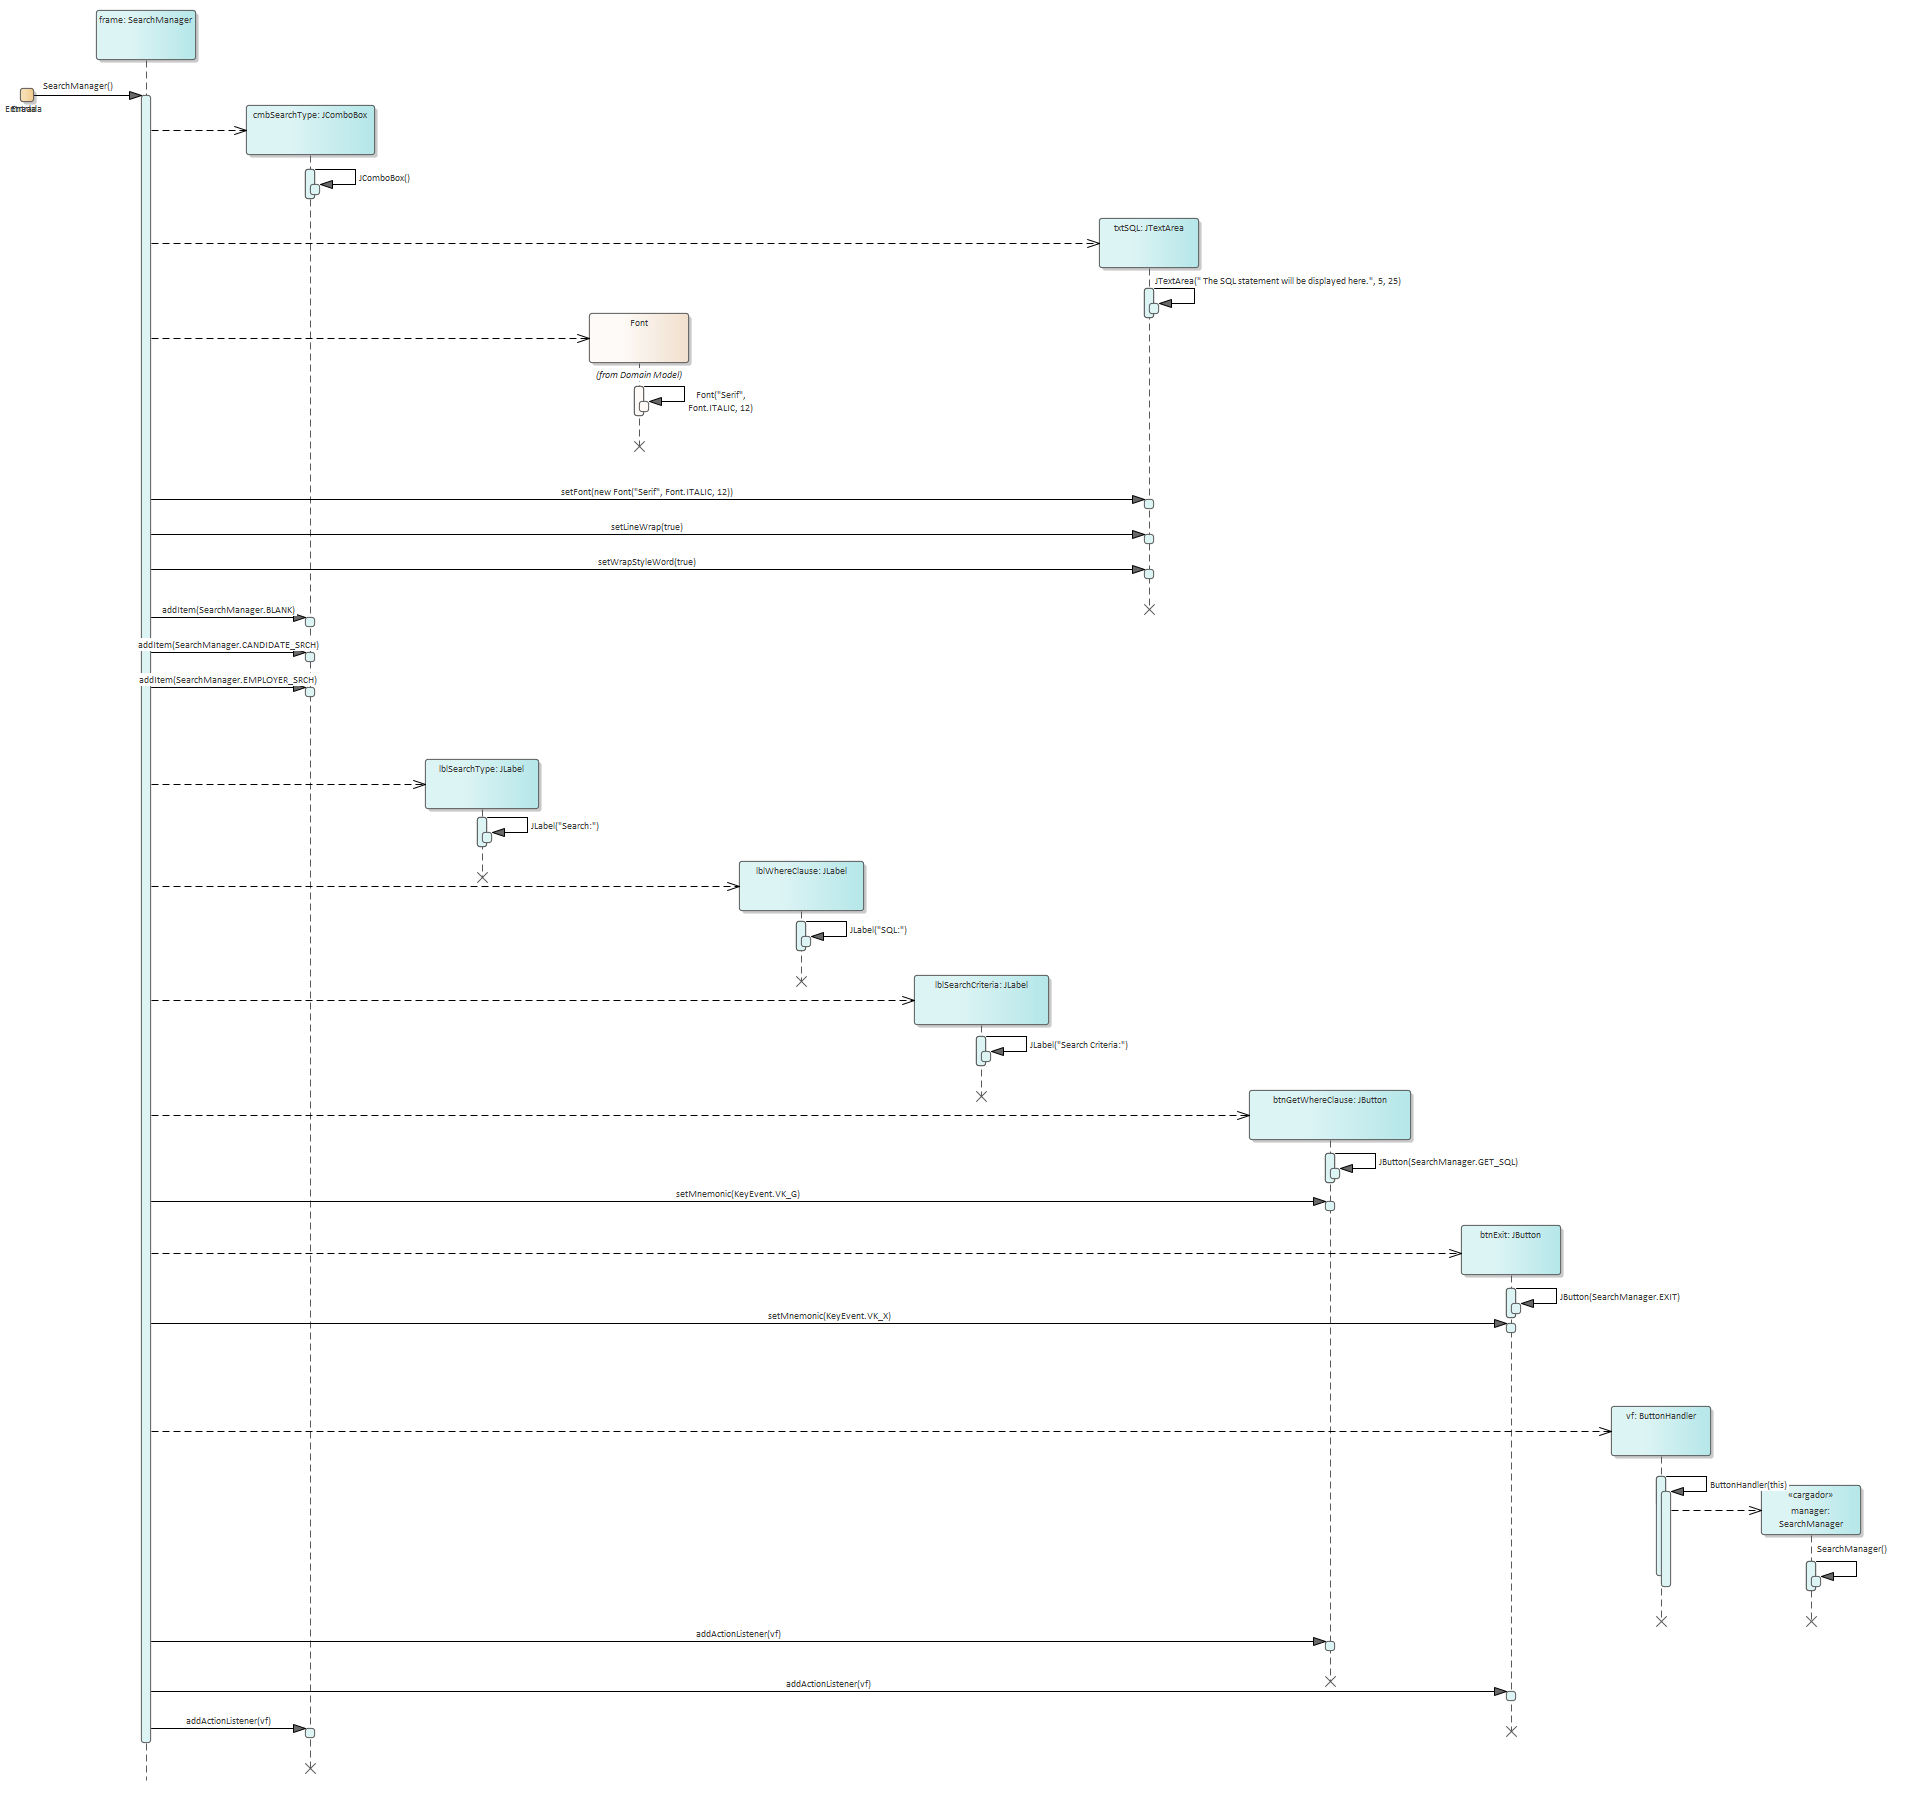 frame: SearchManager
SearchManager()
Entrada
cmbSearchType: JComboBox
JComboBox()
txtSQL: JTextArea
JTextArea(" The SQL statement will be displayed here.", 5, 25)
Font
(from Domain Model)
Font("Serif",
Font.ITALIC, 12)
setFont(new Font("Serif", Font.ITALIC, 12))
setLineWrap(true)
setWrapStyleWord(true)
addItem(SearchManager.BLANK)
addItem(SearchManager.CANDIDATE_SRCH)
addItem(SearchManager.EMPLOYER_SRCH)
lblSearchType: JLabel
JLabel("Search:")
lblWhereClause: JLabel
JLabel("SQL:")
lblSearchCriteria: JLabel
JLabel("Search Criteria:")
btnGetWhereClause: JButton
JButton(SearchManager.GET_SQL)
setMnemonic(KeyEvent.VK_G)
btnExit: JButton
JButton(SearchManager.EXIT)
setMnemonic(KeyEvent.VK_X)
vf: ButtonHandler
ButtonHandler(this)
«cargador»
manager:
SearchManager
SearchManager()
addActionListener(vf)
addActionListener(vf)
addActionListener(vf)